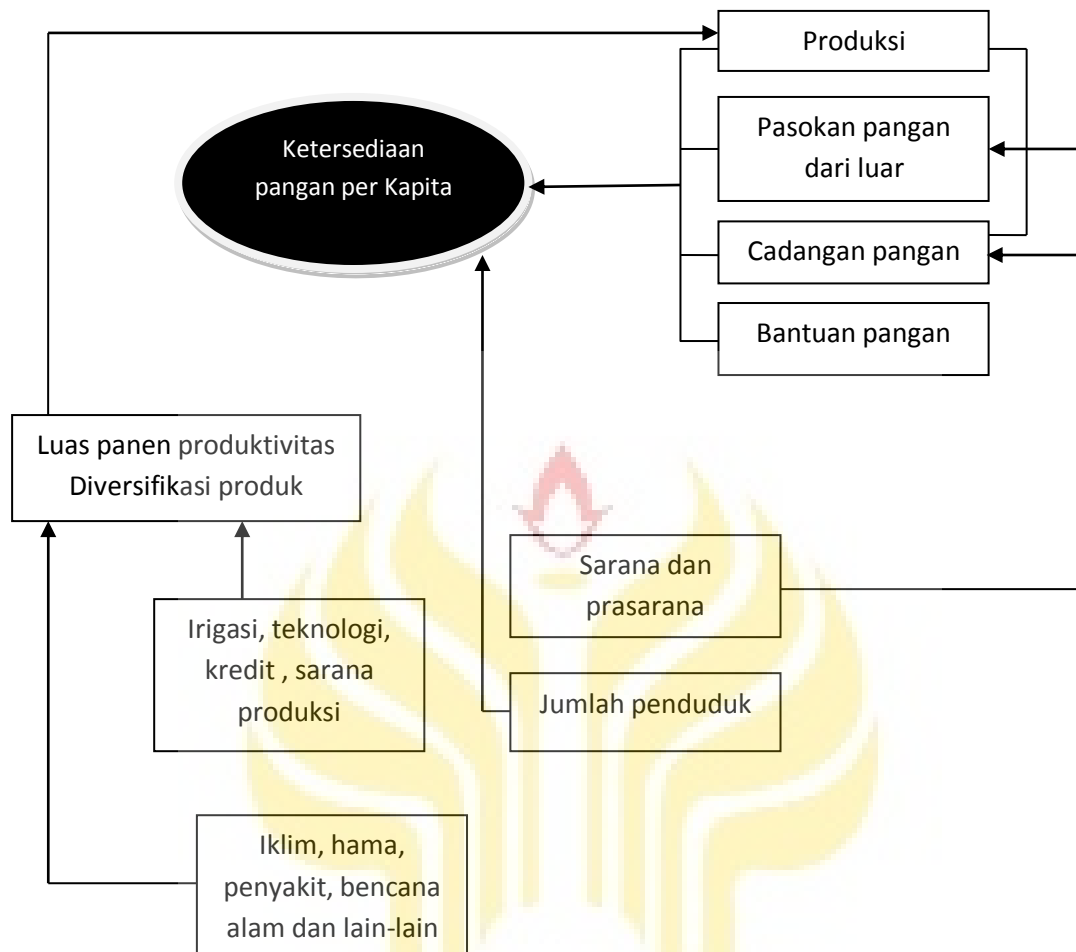 Produksi
Ketersediaan
pangan per Kapita
Pasokan pangan
dari luar
Cadangan pangan
Bantuan pangan
Luas panen produktivitas
Diversifikasi produk
Sarana dan
prasarana
Irigasi, teknologi,
kredit , sarana
produksi
Jumlah penduduk
Iklim, hama,
penyakit, bencana
alam dan lain-lain